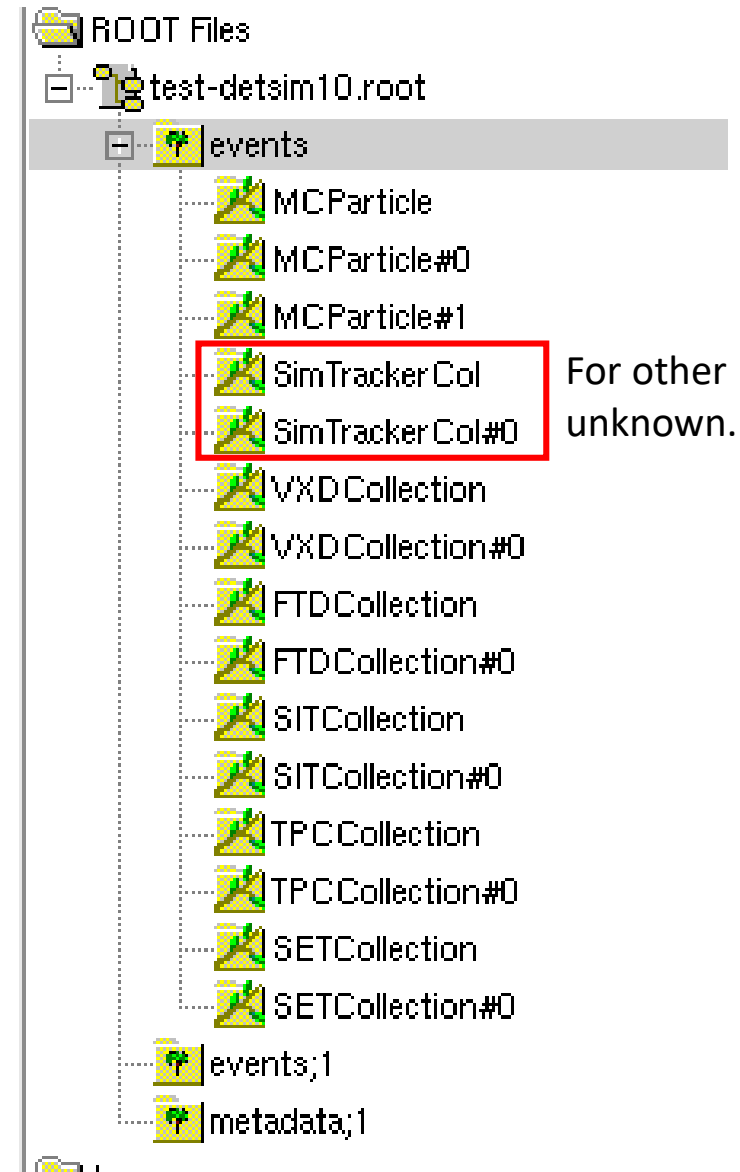 ROOT Files
test-detsim10.root
events
MCParticle
MCParticle#0
MCParticle#1
SimTrackerCol
SimTrackerCol#0
For other
unknown.
VXDCollection
VXDCollection#0
FTDCollection
FTDCollection#0
SITCollection
SITCollection#0
TPCCollection
TPCCollection#0
SETCollection
SETCollection#0
events;1
metadata;1